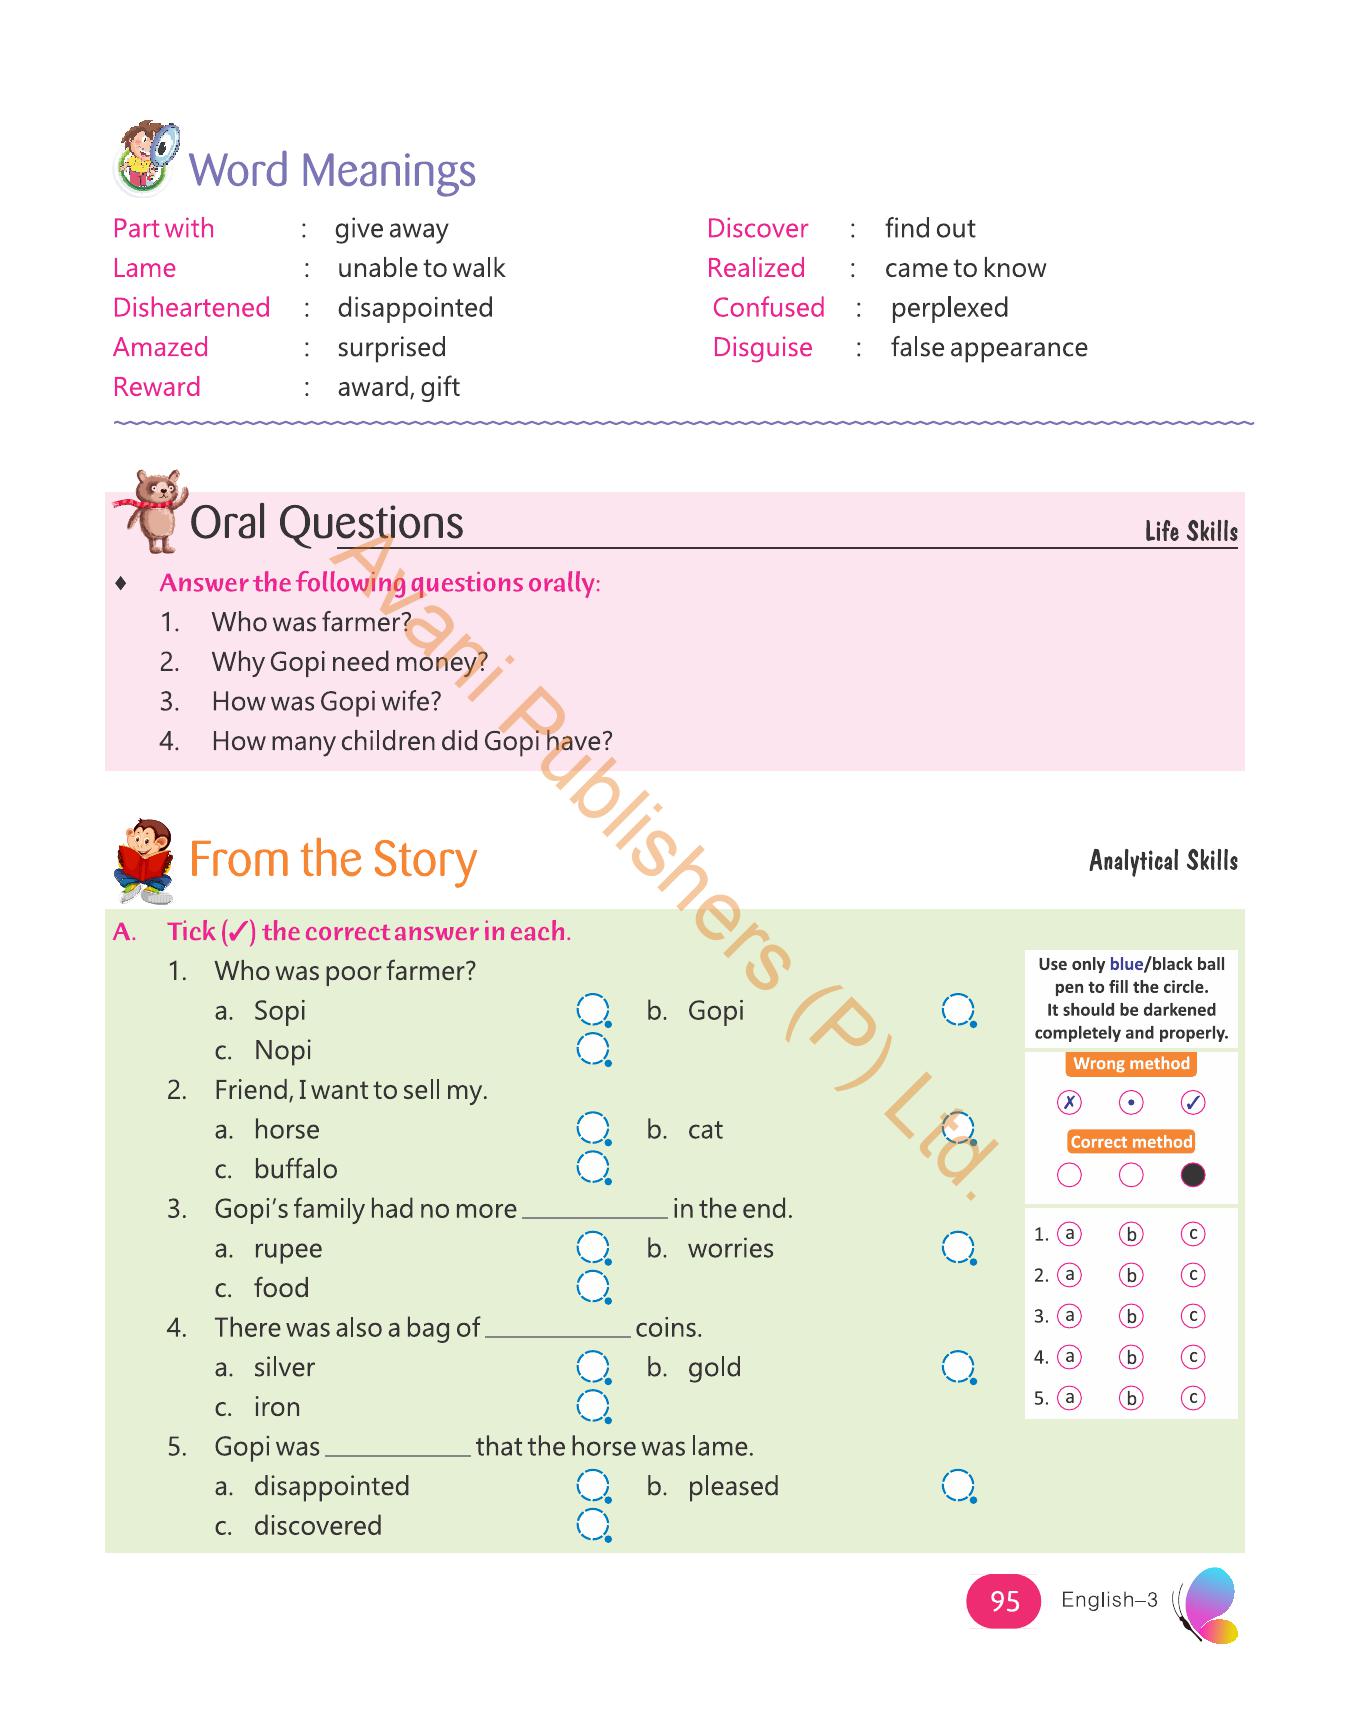 Word Meanings
Part with : give away
Lame : unable to walk
Disheartened : disappointed
Amazed : surprised
Reward : award, gift
Discover : find out
Realized : came to know
Confused : perplexed
Disguise : false appearance
Oral Questions
Life Skills
♦ Answer the following questions orally:
1. Who was farmer?
2. Why Gopi need money?
3. How was Gopi wife?
4. How many children did Gopi have?
From the Story
Analytical Skills
A. Tick (✓) the correct answer in each.
1. Who was poor farmer?
a. Sopi b. Gopi
c. Nopi
2. Friend, I want to sell my.
a. horse b. cat
c. buffalo
3. Gopi's family had no more __________ in the end.
a. rupee b. worries
c. food
4. There was also a bag of __________ coins.
a. silver b. gold
c. iron
5. Gopi was __________ that the horse was lame.
a. disappointed b. pleased
c. discovered
Use only blue/black ball
pen to fill the circle.
It should be darkened
completely and properly.
Wrong method
✗ • ✓
Correct method
1. a b c
2. a b c
3. a b c
4. a b c
5. a b c
Avani Publishers (P) Ltd.
95 English–3